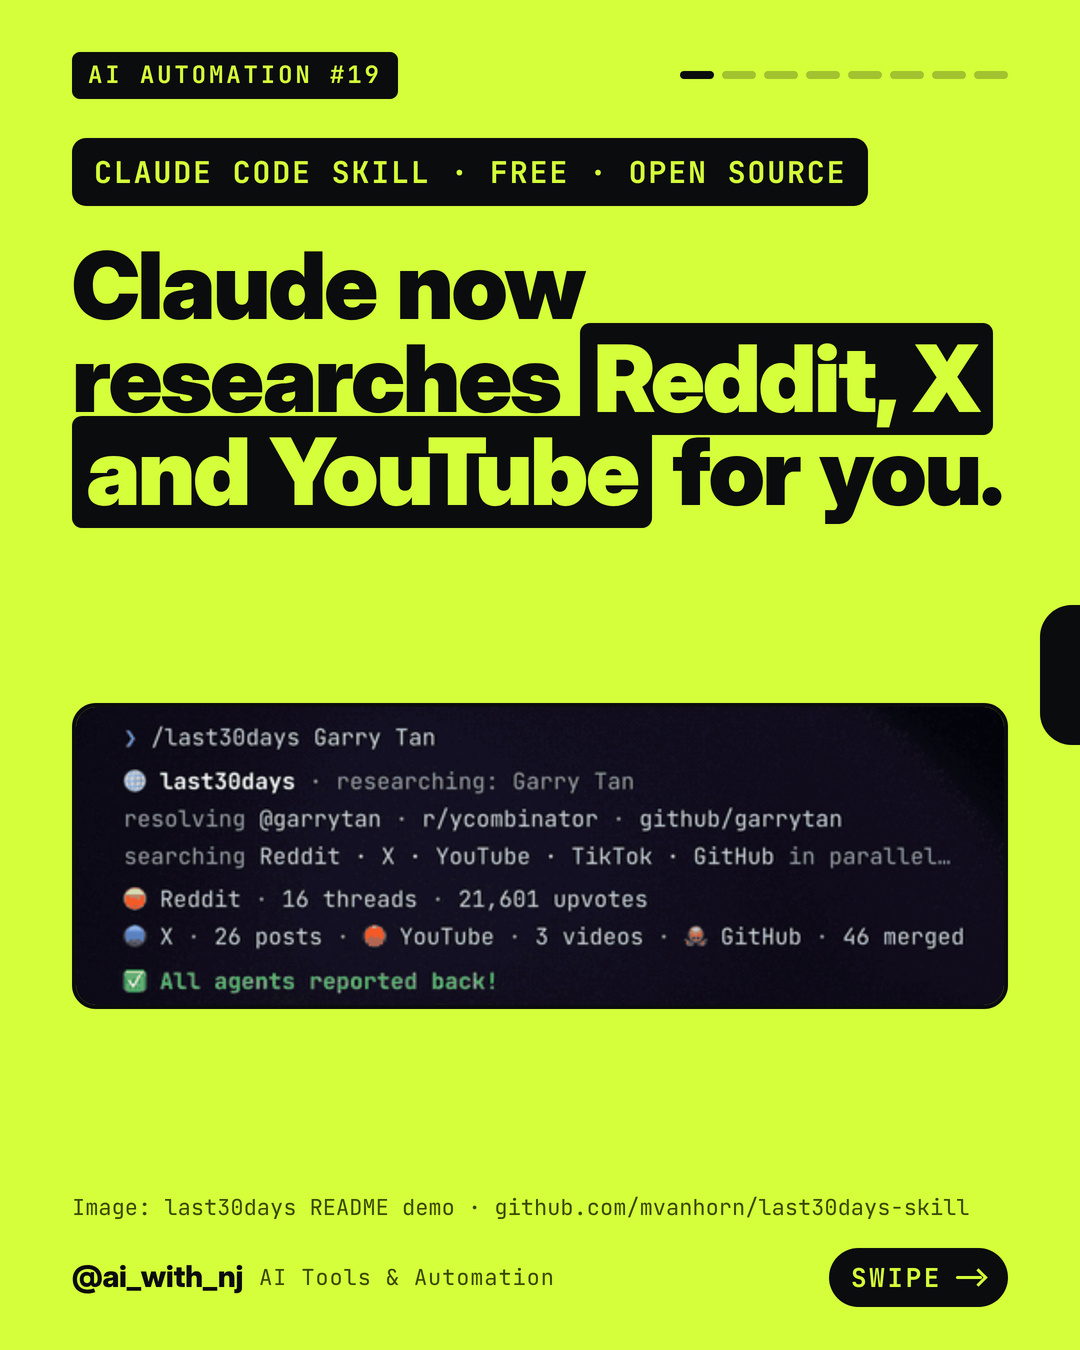 AI AUTOMATION #19
CLAUDE CODE SKILL · FREE · OPEN SOURCE
Claude now
researches Reddit, X
and YouTube for you.
❯ /last30days Garry Tan
last30days · researching: Garry Tan
resolving @garrytan · r/ycombinator · github/garrytan
searching Reddit · X · YouTube · TikTok · GitHub in parallel…
Reddit · 16 threads · 21,601 upvotes
X · 26 posts · YouTube · 3 videos · GitHub · 46 merged
All agents reported back!
Image: last30days README demo · github.com/mvanhorn/last30days-skill
@ai_with_nj AI Tools & Automation
SWIPE →